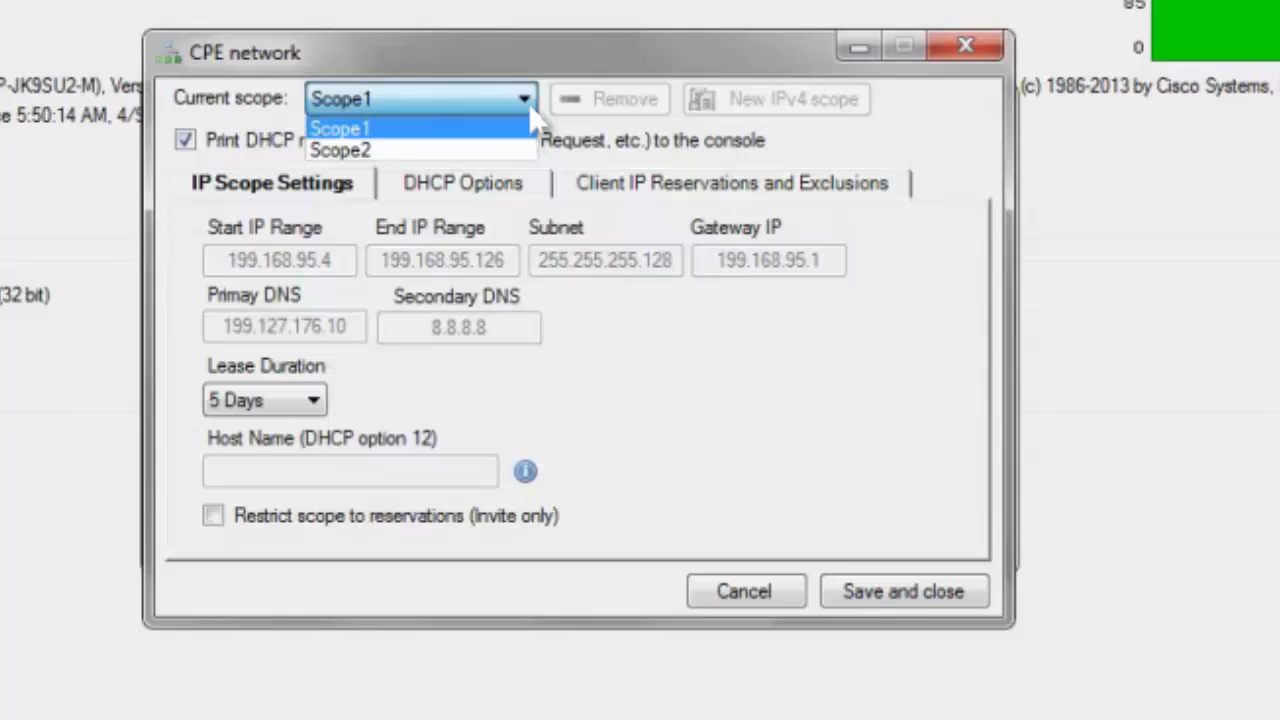 85
CPE network
0
P-JK9SU2-M), Vers
(c) 1986-2013 by Cisco Systems,
Current scope: Scope1 Remove New IPv4 scope
e 5:50:14 AM, 4/5
Scope1
Print DHCP r Request, etc.) to the console
Scope2
IP Scope Settings DHCP Options Client IP Reservations and Exclusions
Start IP Range End IP Range Subnet Gateway IP
199.168.95.4 199.168.95.126 255.255.255.128 199.168.95.1
Primay DNS Secondary DNS
(32 bit)
199.127.176.10 8.8.8.8
Lease Duration
5 Days
Host Name (DHCP option 12)
Restrict scope to reservations (Invite only)
Cancel Save and close